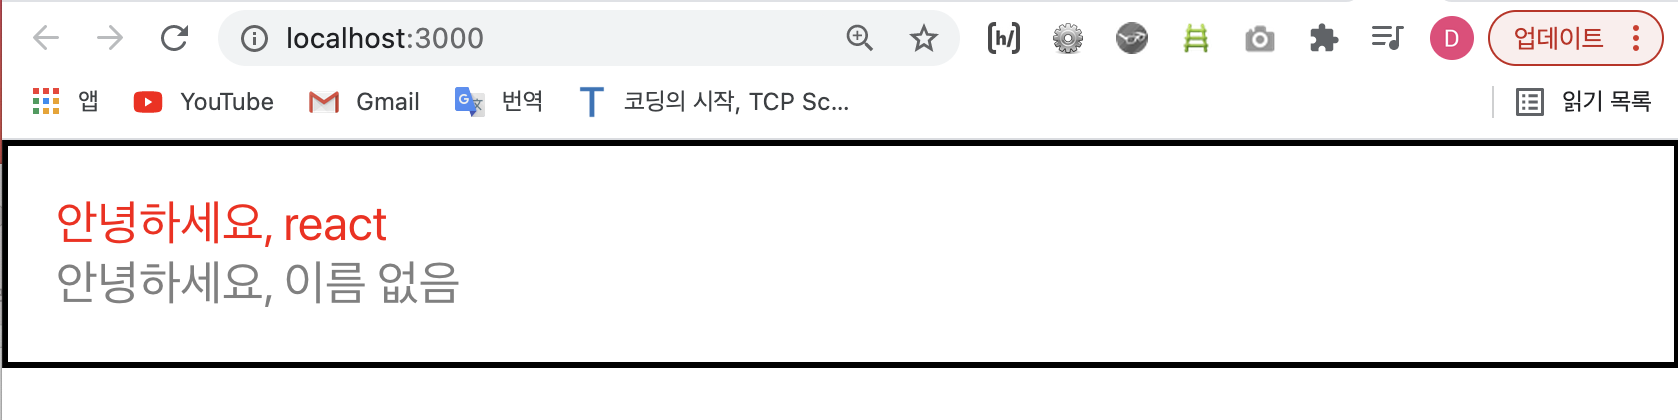 localhost:3000
[h/]
D
업데이트
앱
YouTube
Gmail
번역
코딩의 시작, TCP Sc...
읽기 목록
안녕하세요, react
안녕하세요, 이름 없음